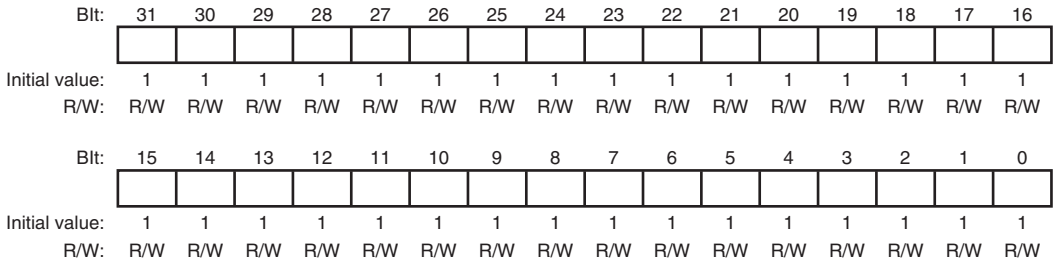 BIt: 31 30 29 28 27 26 25 24 23 22 21 20 19 18 17 16
Initial value: 1 1 1 1 1 1 1 1 1 1 1 1 1 1 1 1
R/W: R/W R/W R/W R/W R/W R/W R/W R/W R/W R/W R/W R/W R/W R/W R/W R/W
BIt: 15 14 13 12 11 10 9 8 7 6 5 4 3 2 1 0
Initial value: 1 1 1 1 1 1 1 1 1 1 1 1 1 1 1 1
R/W: R/W R/W R/W R/W R/W R/W R/W R/W R/W R/W R/W R/W R/W R/W R/W R/W